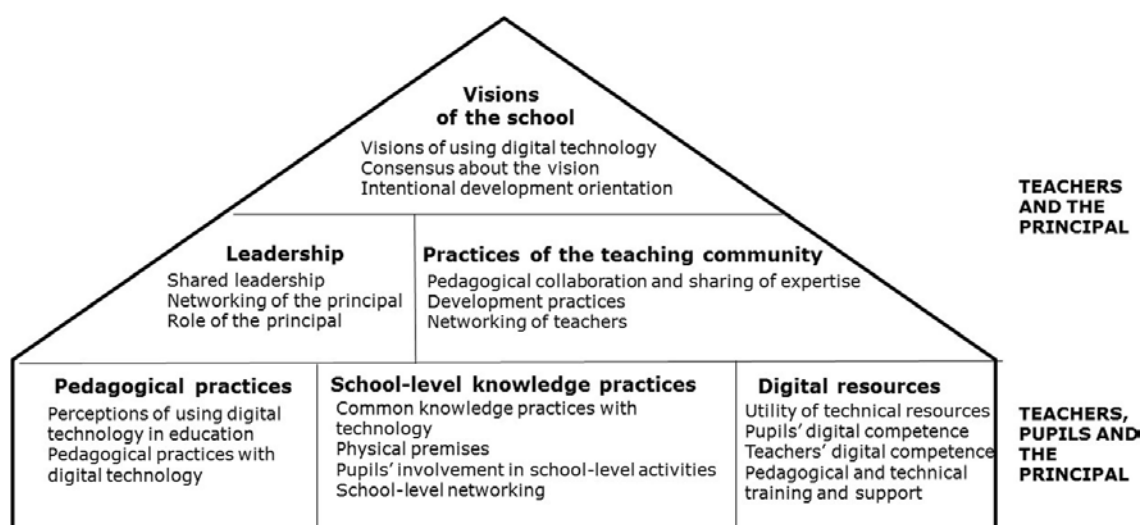 Visions
of the school
Visions of using digital technology
Consensus about the vision
Intentional development orientation
TEACHERS
AND THE
PRINCIPAL
Leadership
Shared leadership
Networking of the principal
Role of the principal
Practices of the teaching community
Pedagogical collaboration and sharing of expertise
Development practices
Networking of teachers
Pedagogical practices
Perceptions of using digital
technology in education
Pedagogical practices with
digital technology
School-level knowledge practices
Common knowledge practices with
technology
Physical premises
Pupils’ involvement in school-level activities
School-level networking
Digital resources
Utility of technical resources
Pupils’ digital competence
Teachers’ digital competence
Pedagogical and technical
training and support
TEACHERS,
PUPILS AND
THE
PRINCIPAL